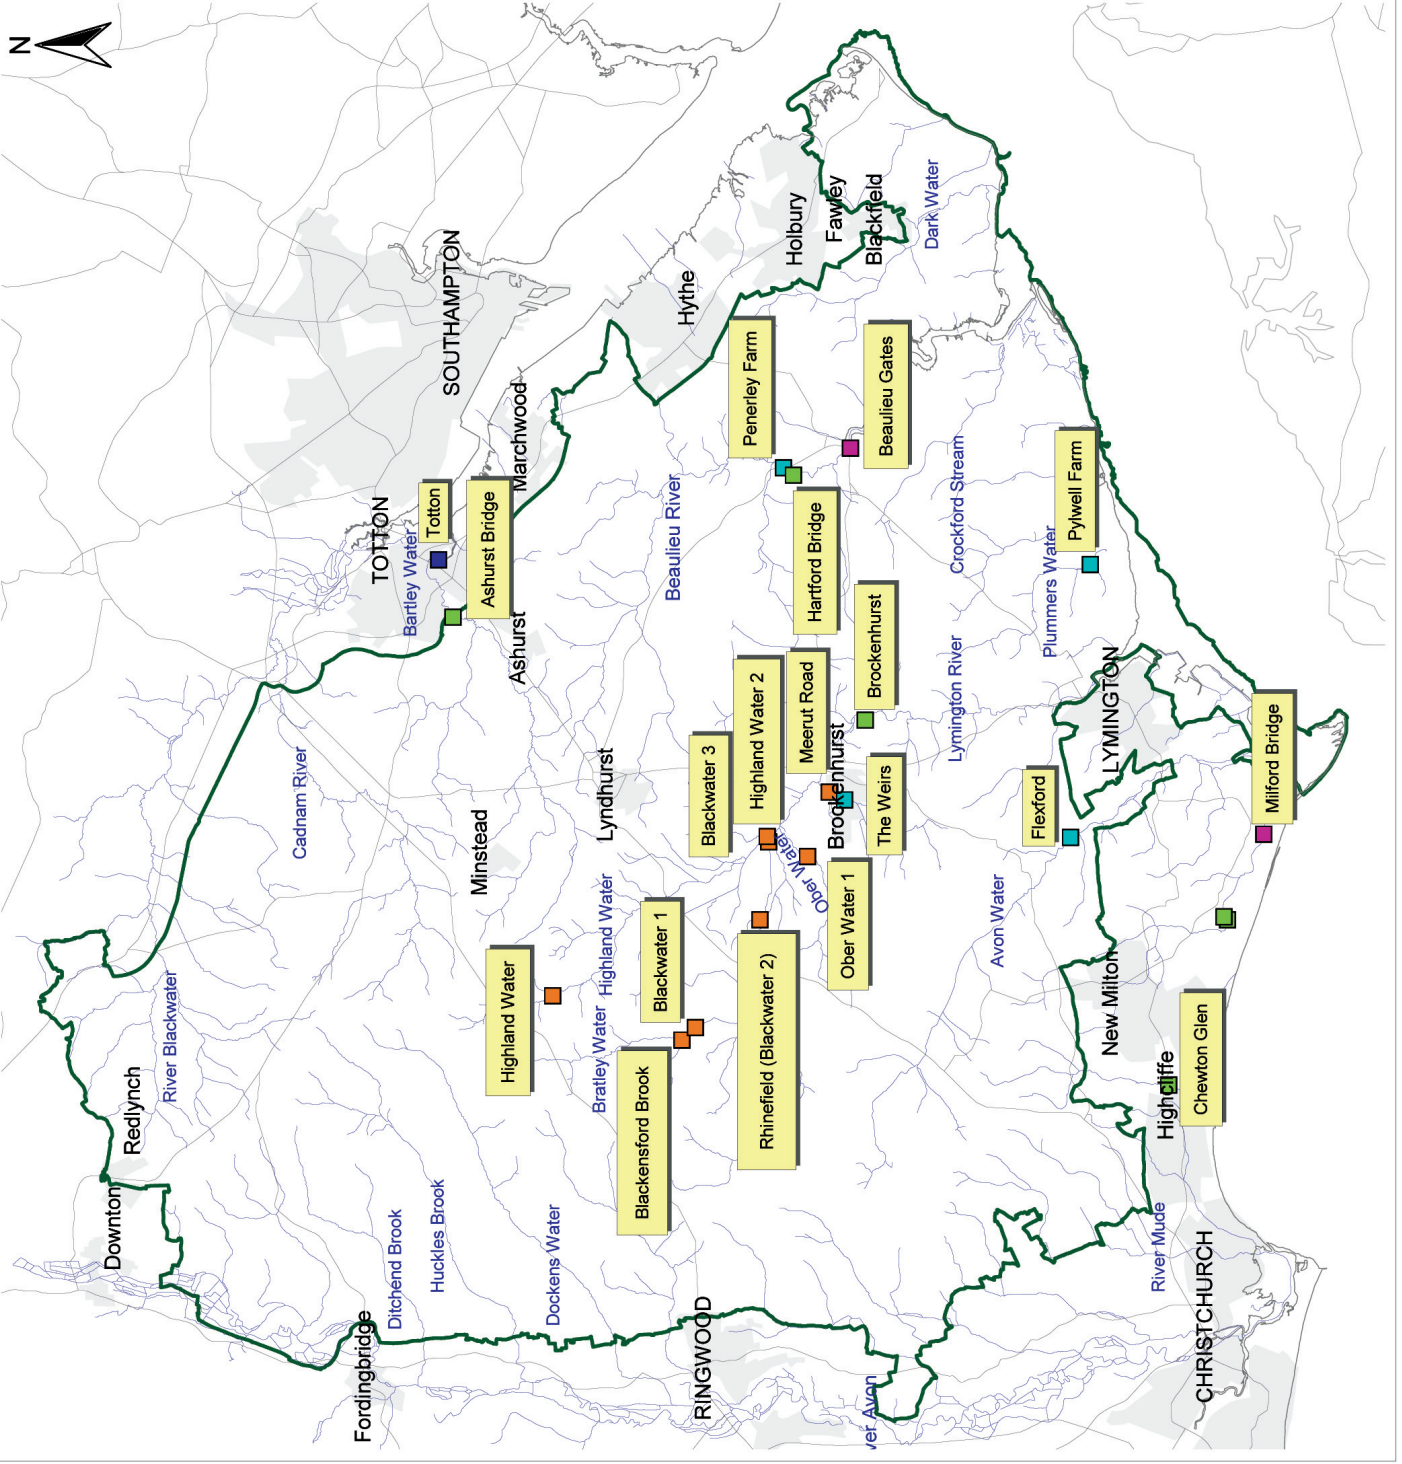 N
SOUTHAMPTON
TOTTON
Totton
Bartley Water
Marchwood
Ashurst Bridge
Ashurst
Hythe
Holbury
Fawley
Blackfield
Dark Water
Cadnam River
Redlynch
Downton
River Blackwater
Minstead
Lyndhurst
Beaulieu River
Penerley Farm
Beaulieu Gates
Hartford Bridge
Brockenhurst
Crockford Stream
Pylwell Farm
Plummers Water
Lymington River
Blackwater 3
Highland Water 2
Meerut Road
Brockenhurst
The Weirs
Ober Water
Ober Water 1
Highland Water
Highland Water
Blackwater 1
Bratley Water
Blackensford Brook
Rhinefield (Blackwater 2)
Fordingbridge
Ditchend Brook
Huckles Brook
Dockens Water
RINGWOOD
Flexford
LYMINGTON
Milford Bridge
Avon Water
New Milton
Highcliffe
Chewton Glen
River Mude
CHRISTCHURCH
ver Avon